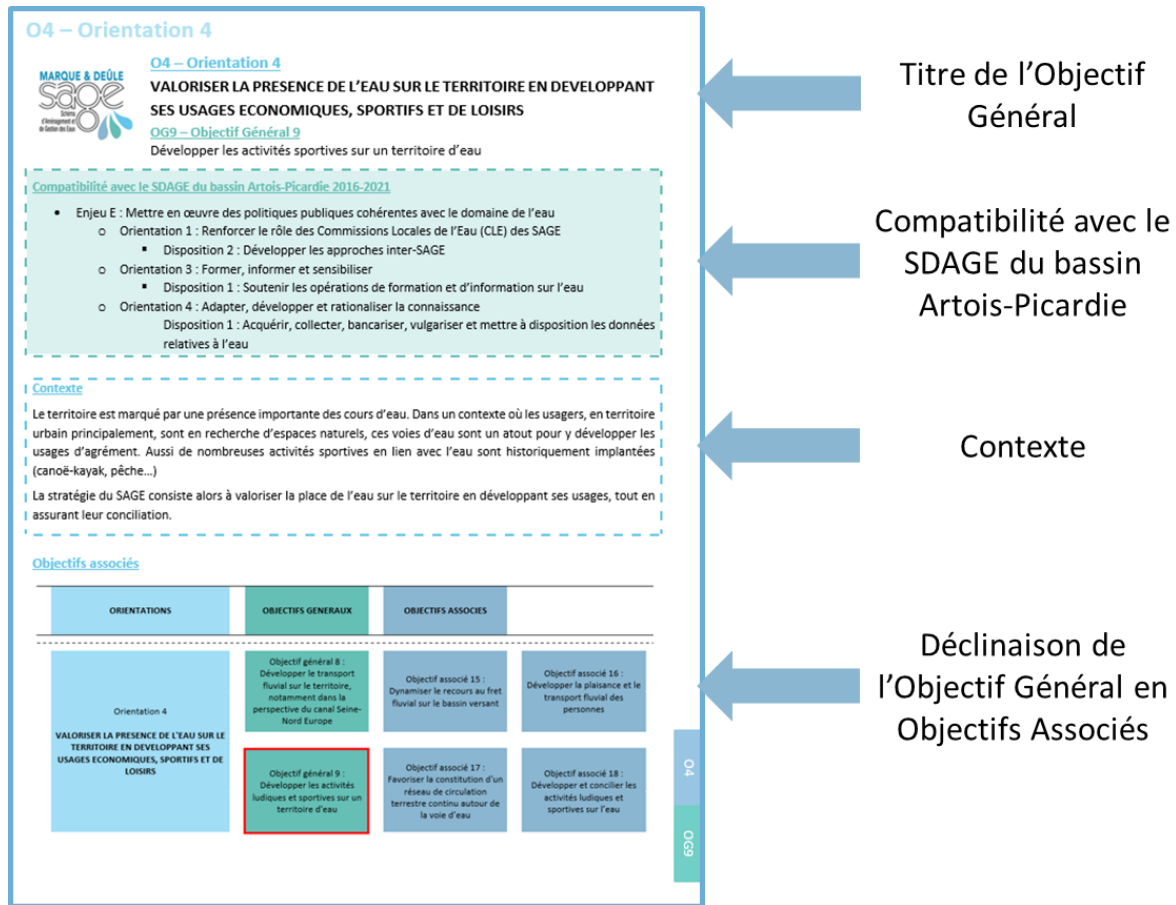 O4 – Orientation 4
MARQUE & DEÛLE
sage
Schéma
d'Aménagement et
de Gestion des Eaux
O4 – Orientation 4
VALORISER LA PRESENCE DE L'EAU SUR LE TERRITOIRE EN DEVELOPPANT
SES USAGES ECONOMIQUES, SPORTIFS ET DE LOISIRS
OG9 – Objectif Général 9
Développer les activités sportives sur un territoire d'eau
Titre de l'Objectif
Général
Compatibilité avec le SDAGE du bassin Artois-Picardie 2016-2021
• Enjeu E : Mettre en œuvre des politiques publiques cohérentes avec le domaine de l'eau
o Orientation 1 : Renforcer le rôle des Commissions Locales de l'Eau (CLE) des SAGE
▪ Disposition 2 : Développer les approches inter-SAGE
o Orientation 3 : Former, informer et sensibiliser
▪ Disposition 1 : Soutenir les opérations de formation et d'information sur l'eau
o Orientation 4 : Adapter, développer et rationaliser la connaissance
Disposition 1 : Acquérir, collecter, bancariser, vulgariser et mettre à disposition les données
relatives à l'eau
Compatibilité avec le
SDAGE du bassin
Artois-Picardie
Contexte
Le territoire est marqué par une présence importante des cours d'eau. Dans un contexte où les usagers, en territoire
urbain principalement, sont en recherche d'espaces naturels, ces voies d'eau sont un atout pour y développer les
usages d'agrément. Aussi de nombreuses activités sportives en lien avec l'eau sont historiquement implantées
(canoë-kayak, pêche…)
La stratégie du SAGE consiste alors à valoriser la place de l'eau sur le territoire en développant ses usages, tout en
assurant leur conciliation.
Contexte
Objectifs associés
ORIENTATIONS
OBJECTIFS GENERAUX
OBJECTIFS ASSOCIES
Orientation 4
VALORISER LA PRESENCE DE L'EAU SUR LE
TERRITOIRE EN DEVELOPPANT SES
USAGES ECONOMIQUES, SPORTIFS ET DE
LOISIRS
Objectif général 8 :
Développer le transport
fluvial sur le territoire,
notamment dans la
perspective du canal Seine-
Nord Europe
Objectif associé 15 :
Dynamiser le recours au fret
fluvial sur le bassin versant
Objectif associé 16 :
Développer la plaisance et le
transport fluvial des
personnes
Objectif général 9 :
Développer les activités
ludiques et sportives sur un
territoire d'eau
Objectif associé 17 :
Favoriser la constitution d'un
réseau de circulation
terrestre continu autour de
la voie d'eau
Objectif associé 18 :
Développer et concilier les
activités ludiques et
sportives sur l'eau
O4
OG9
Déclinaison de
l'Objectif Général en
Objectifs Associés